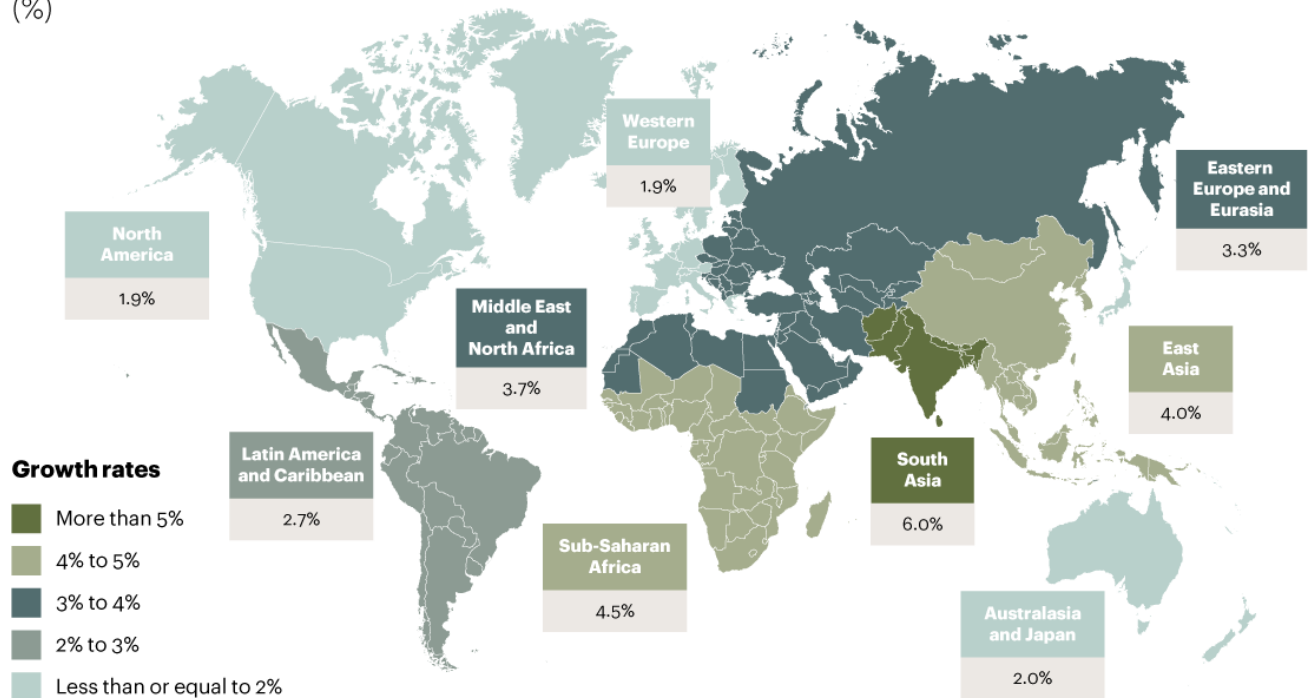 (%)
Western
Europe
1.9%
Eastern
Europe and
Eurasia
3.3%
North
America
1.9%
Middle East
and
North Africa
3.7%
East
Asia
4.0%
Latin America
and Caribbean
2.7%
South
Asia
6.0%
Sub-Saharan
Africa
4.5%
Australasia
and Japan
2.0%
Growth rates
More than 5%
4% to 5%
3% to 4%
2% to 3%
Less than or equal to 2%